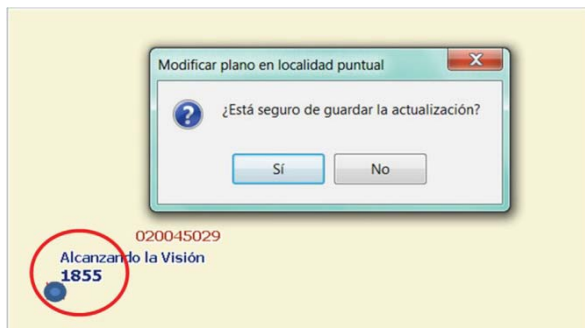 Modificar plano en localidad puntual
X
¿Está seguro de guardar la actualización?
Sí
No
020045029
Alcanzando la Visión
1855